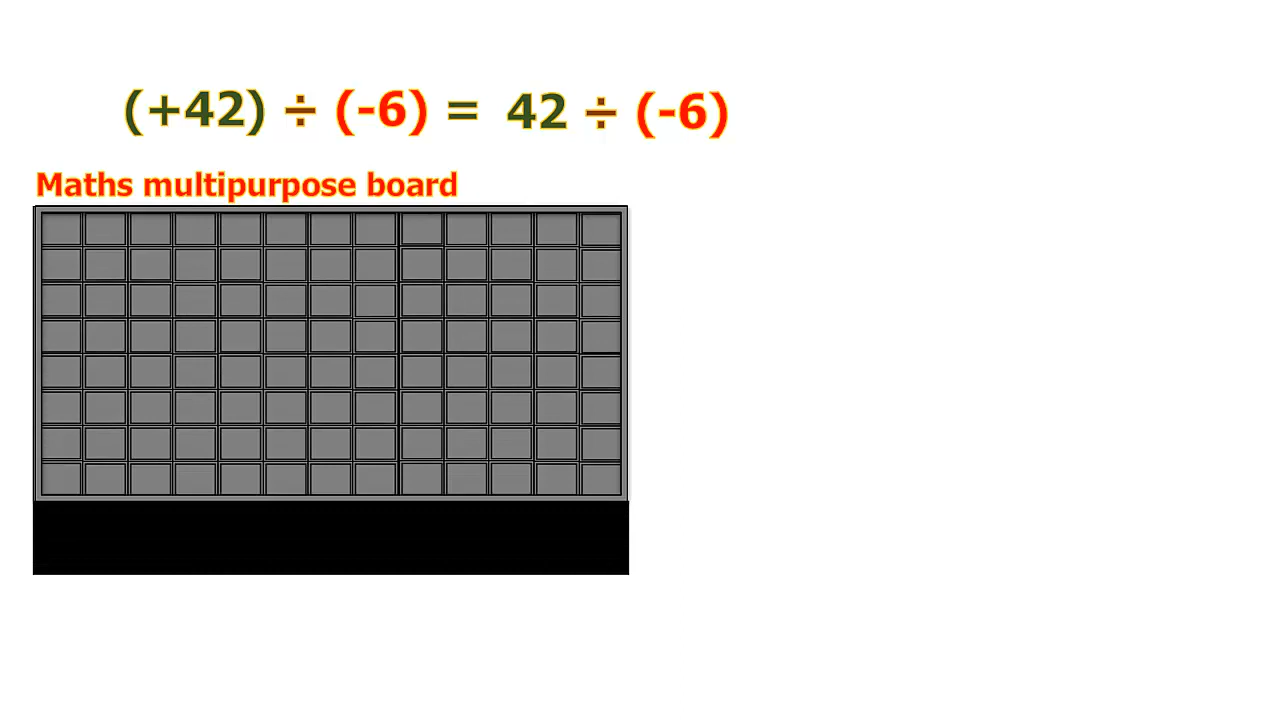 (+42) ÷ (-6) = 42 ÷ (-6)
Maths multipurpose board